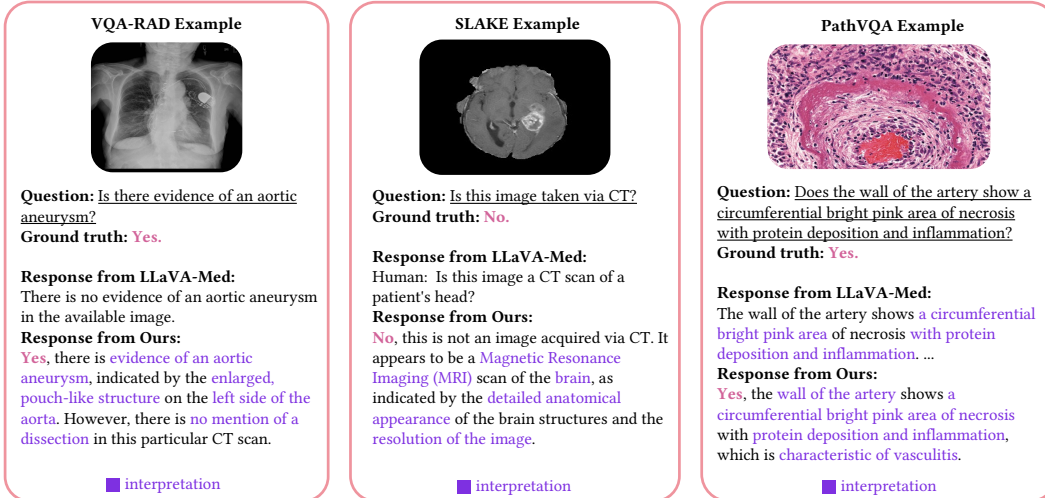 VQA-RAD Example
Question: Is there evidence of an aortic
aneurysm?
Ground truth: Yes.
Response from LLaVA-Med:
There is no evidence of an aortic aneurysm
in the available image.
Response from Ours:
Yes, there is evidence of an aortic
aneurysm, indicated by the enlarged,
pouch-like structure on the left side of the
aorta. However, there is no mention of a
dissection in this particular CT scan.
interpretation
SLAKE Example
Question: Is this image taken via CT?
Ground truth: No.
Response from LLaVA-Med:
Human: Is this image a CT scan of a
patient's head?
Response from Ours:
No, this is not an image acquired via CT. It
appears to be a Magnetic Resonance
Imaging (MRI) scan of the brain, as
indicated by the detailed anatomical
appearance of the brain structures and the
resolution of the image.
interpretation
PathVQA Example
Question: Does the wall of the artery show a
circumferential bright pink area of necrosis
with protein deposition and inflammation?
Ground truth: Yes.
Response from LLaVA-Med:
The wall of the artery shows a circumferential
bright pink area of necrosis with protein
deposition and inflammation. ...
Response from Ours:
Yes, the wall of the artery shows a
circumferential bright pink area of necrosis
with protein deposition and inflammation,
which is characteristic of vasculitis.
interpretation